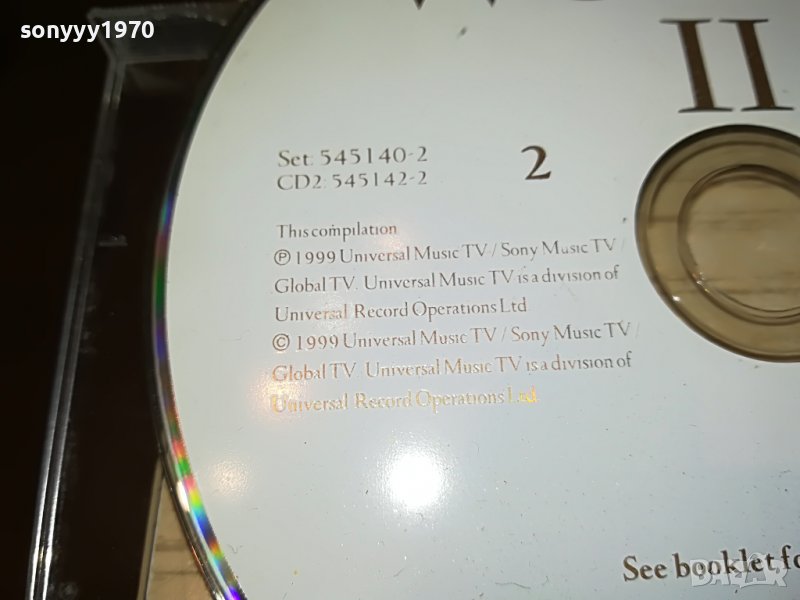 sonyyy1970
II
Set: 545140-2
CD2: 545142-2
2
This compilation
℗ 1999 Universal Music TV / Sony Music TV /
Global TV. Universal Music TV is a division of
Universal Record Operations Ltd
© 1999 Universal Music TV / Sony Music TV /
Global TV. Universal Music TV is a division of
Universal Record Operations Ltd
See booklet fo
BAZAR